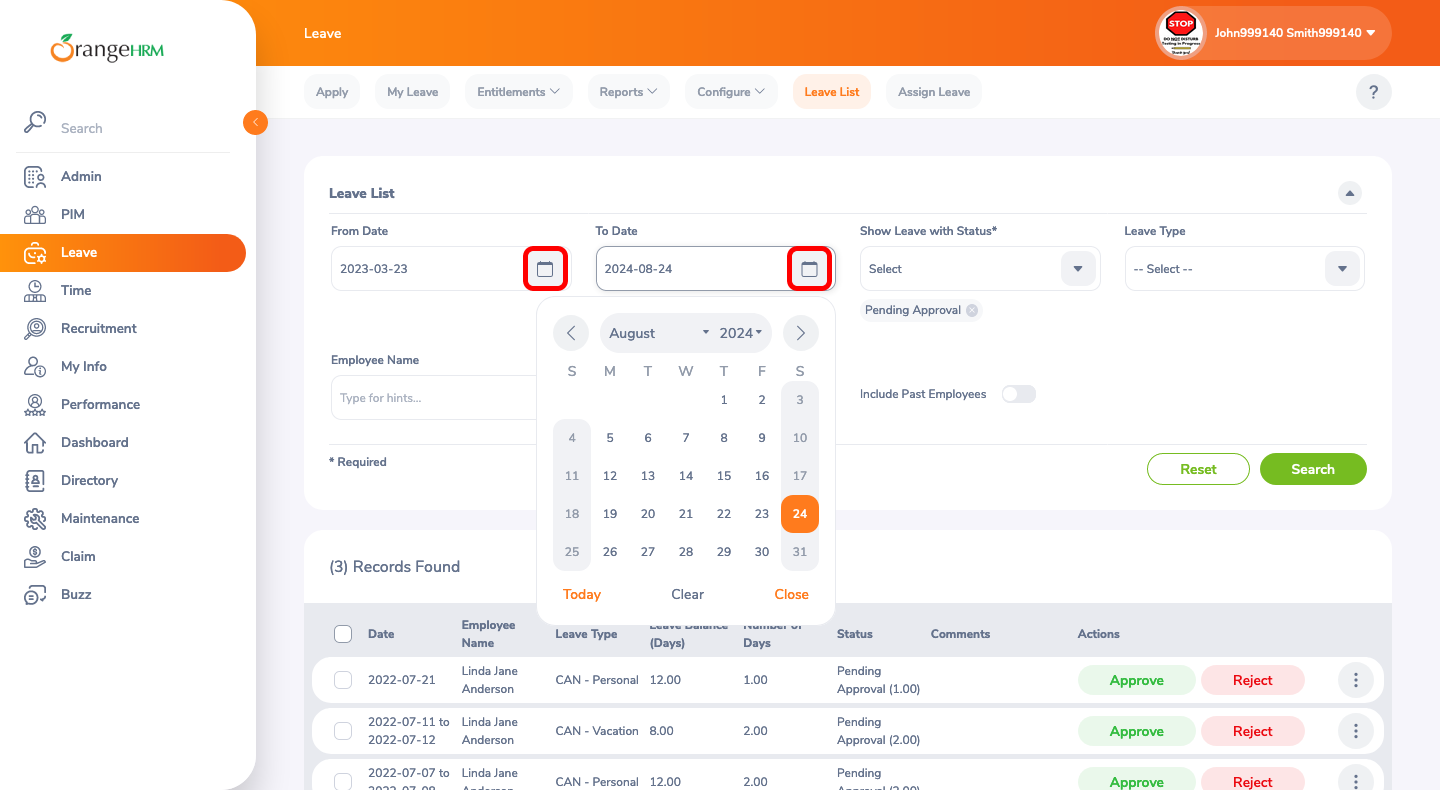 OrangeHRM
Leave
STOP
DO NOT DISTURB
Testing in Progress
John999140 Smith999140
Apply
My Leave
Entitlements
Reports
Configure
Leave List
Assign Leave
?
Search
Admin
PIM
Leave
Time
Recruitment
My Info
Performance
Dashboard
Directory
Maintenance
Claim
Buzz
Leave List
From Date
To Date
Show Leave with Status*
Leave Type
2023-03-23
2024-08-24
Select
-- Select --
Pending Approval
August 2024
S M T W T F S
1 2 3
4 5 6 7 8 9 10
11 12 13 14 15 16 17
18 19 20 21 22 23 24
25 26 27 28 29 30 31
Today Clear Close
Employee Name
Type for hints...
Include Past Employees
* Required
Reset
Search
(3) Records Found
Date
Employee
Name
Leave Type
Leave Balance
(Days)
Number of
Days
Status
Comments
Actions
2022-07-21
Linda Jane
Anderson
CAN - Personal
12.00
1.00
Pending
Approval (1.00)
Approve
Reject
2022-07-11 to
2022-07-12
Linda Jane
Anderson
CAN - Vacation
8.00
2.00
Pending
Approval (2.00)
Approve
Reject
2022-07-07 to
2022-07-08
Linda Jane
Anderson
CAN - Personal
12.00
2.00
Pending
Approval (2.00)
Approve
Reject